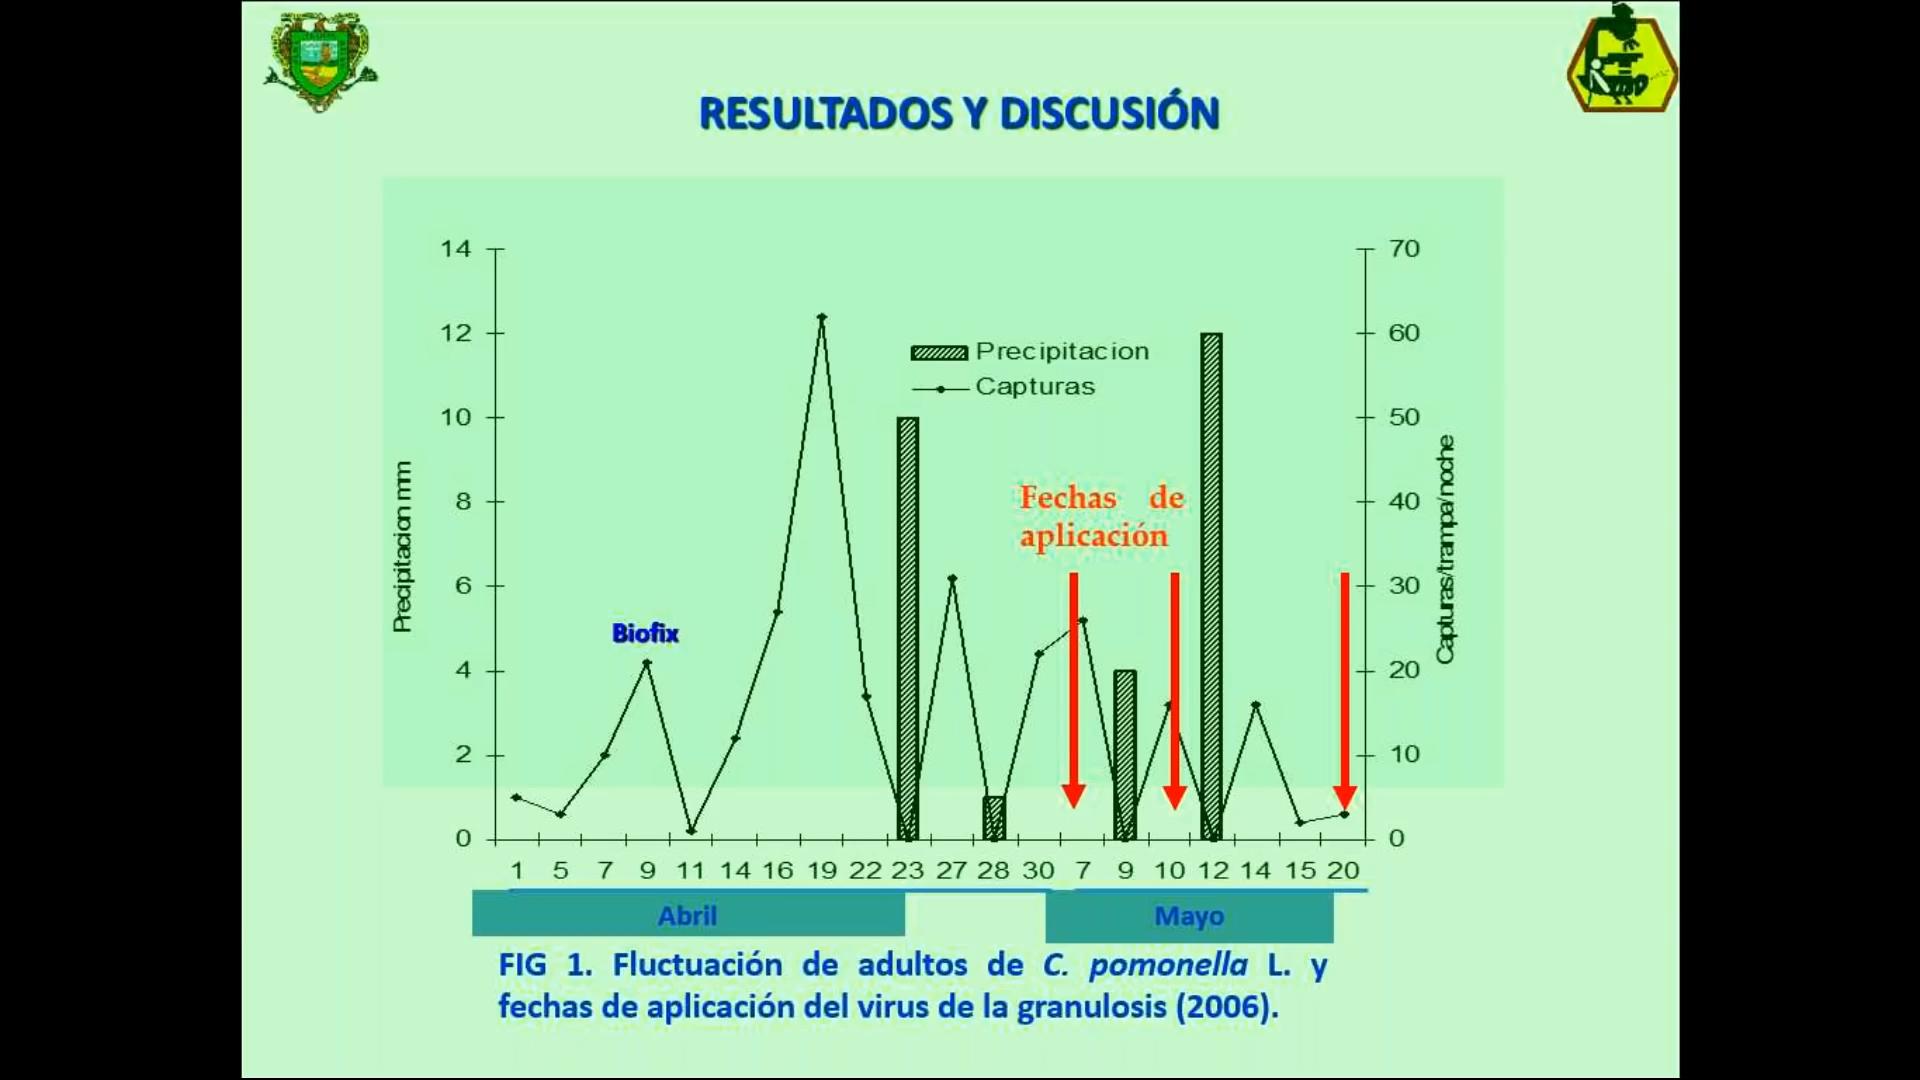 RESULTADOS Y DISCUSIÓN
14
12
10
8
6
4
2
0
Precipitacion mm
70
60
50
40
30
20
10
0
Capturas/trampa/noche
Precipitacion
Capturas
Fechas de
aplicación
Biofix
1 5 7 9 11 14 16 19 22 23 27 28 30 7 9 10 12 14 15 20
Abril Mayo
FIG 1. Fluctuación de adultos de C. pomonella L. y
fechas de aplicación del virus de la granulosis (2006).